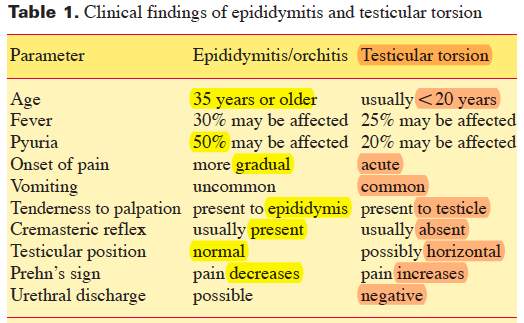 Table 1. Clinical findings of epididymitis and testicular torsion
Parameter Epididymitis/orchitis Testicular torsion
Age 35 years or older usually <20 years
Fever 30% may be affected 25% may be affected
Pyuria 50% may be affected 20% may be affected
Onset of pain more gradual acute
Vomiting uncommon common
Tenderness to palpation present to epididymis present to testicle
Cremasteric reflex usually present usually absent
Testicular position normal possibly horizontal
Prehn's sign pain decreases pain increases
Urethral discharge possible negative